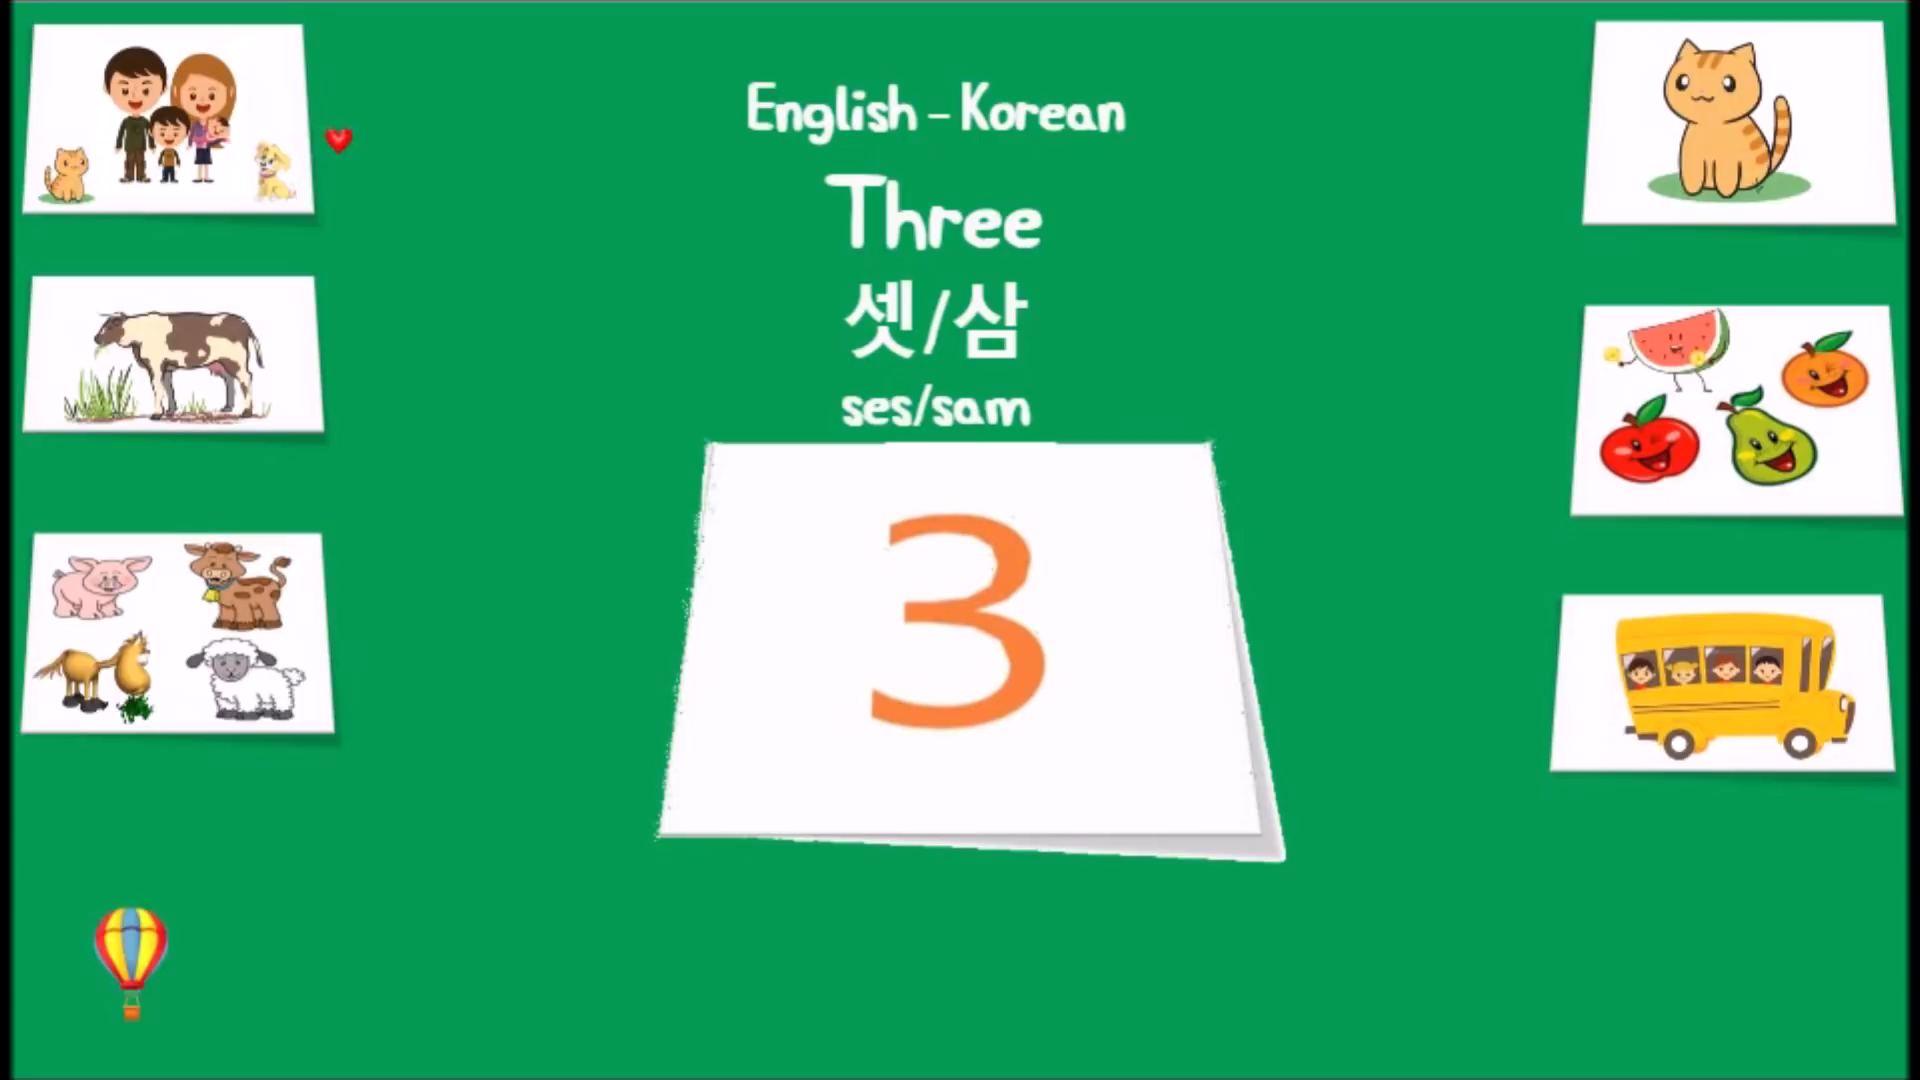 English - Korean
Three
셋/삼
ses/sam
3